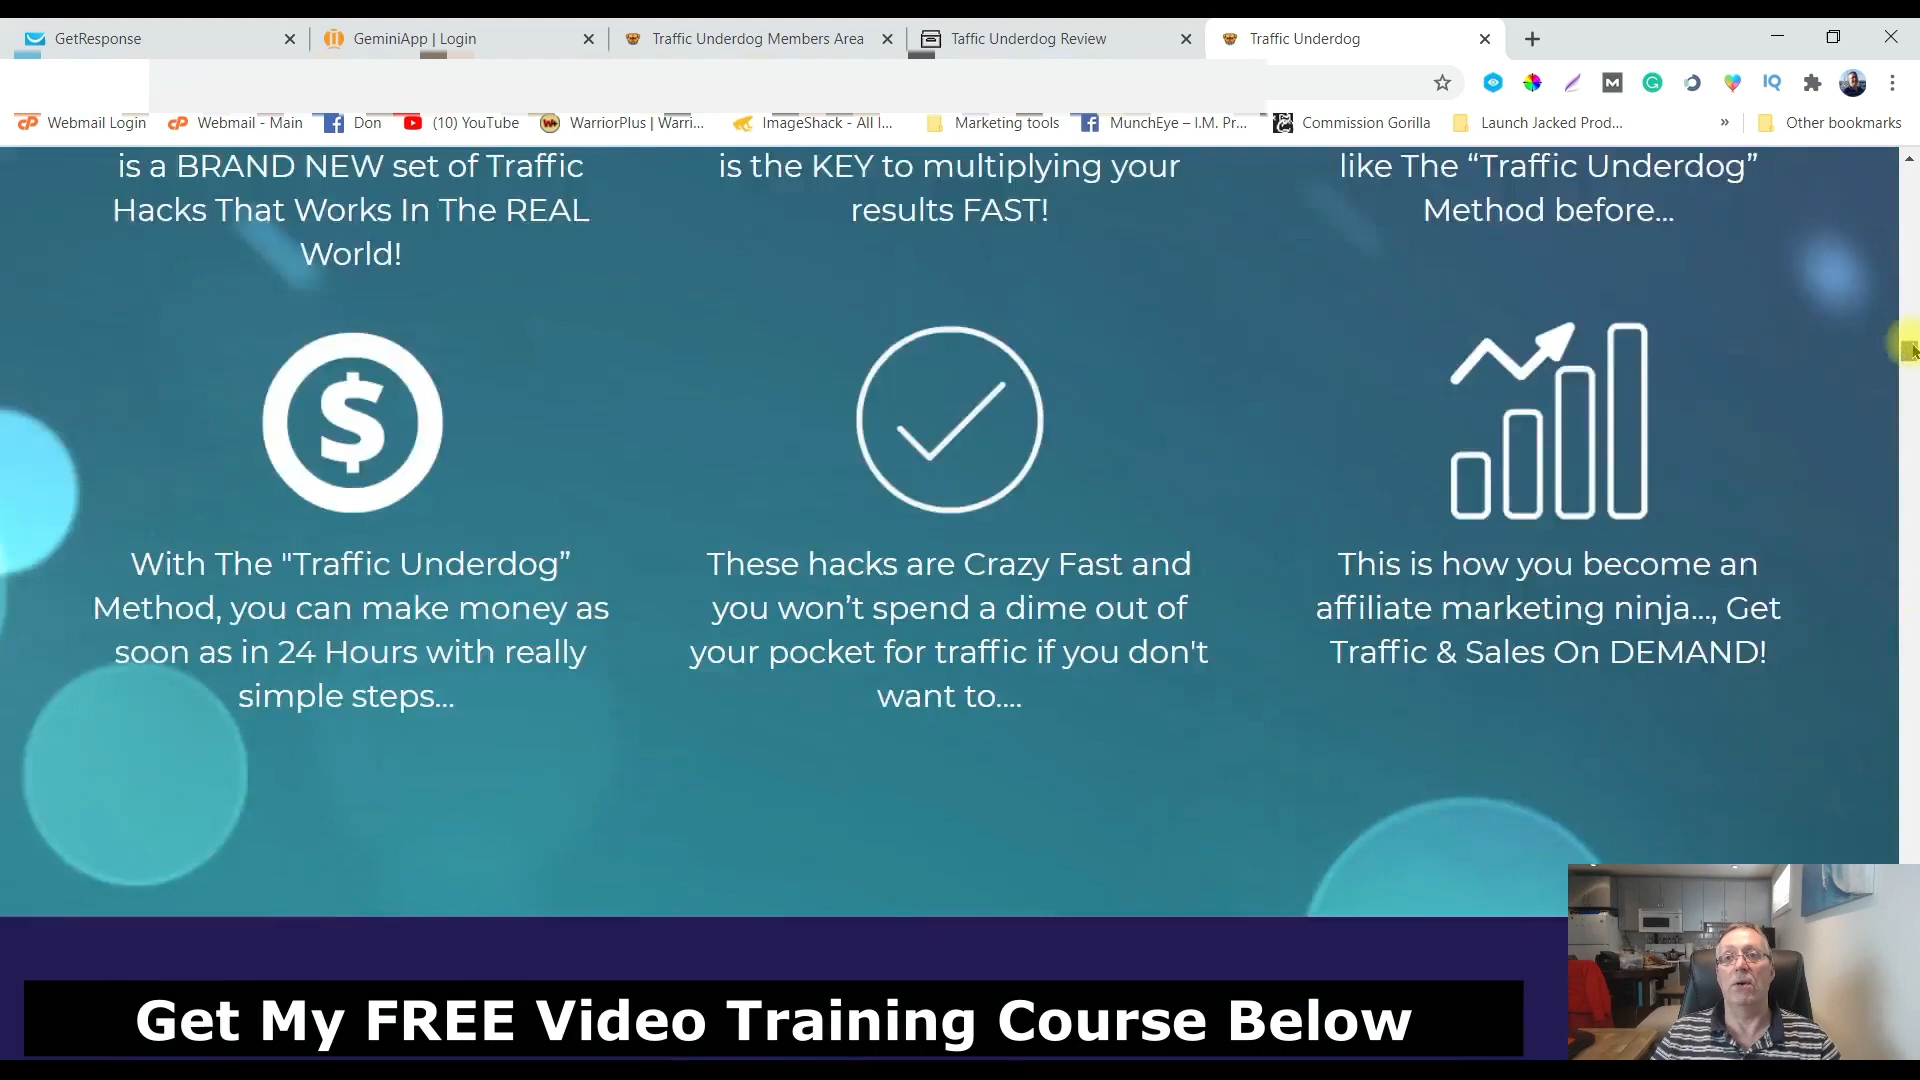 GetResponse
GeminiApp | Login
Traffic Underdog Members Area
Taffic Underdog Review
Traffic Underdog
Webmail Login
Webmail - Main
Don
(10) YouTube
WarriorPlus | Warri...
ImageShack - All I...
Marketing tools
MunchEye – I.M. Pr...
Commission Gorilla
Launch Jacked Prod...
»
Other bookmarks
is a BRAND NEW set of Traffic
Hacks That Works In The REAL
World!
is the KEY to multiplying your
results FAST!
like The “Traffic Underdog”
Method before...
With The "Traffic Underdog”
Method, you can make money as
soon as in 24 Hours with really
simple steps...
These hacks are Crazy Fast and
you won’t spend a dime out of
your pocket for traffic if you don't
want to....
This is how you become an
affiliate marketing ninja..., Get
Traffic & Sales On DEMAND!
Get My FREE Video Training Course Below